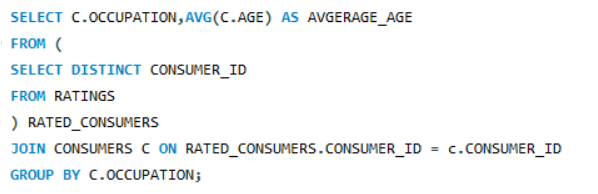 SELECT C.OCCUPATION,AVG(C.AGE) AS AVGERAGE_AGE
FROM (
SELECT DISTINCT CONSUMER_ID
FROM RATINGS
) RATED_CONSUMERS
JOIN CONSUMERS C ON RATED_CONSUMERS.CONSUMER_ID = c.CONSUMER_ID
GROUP BY C.OCCUPATION;